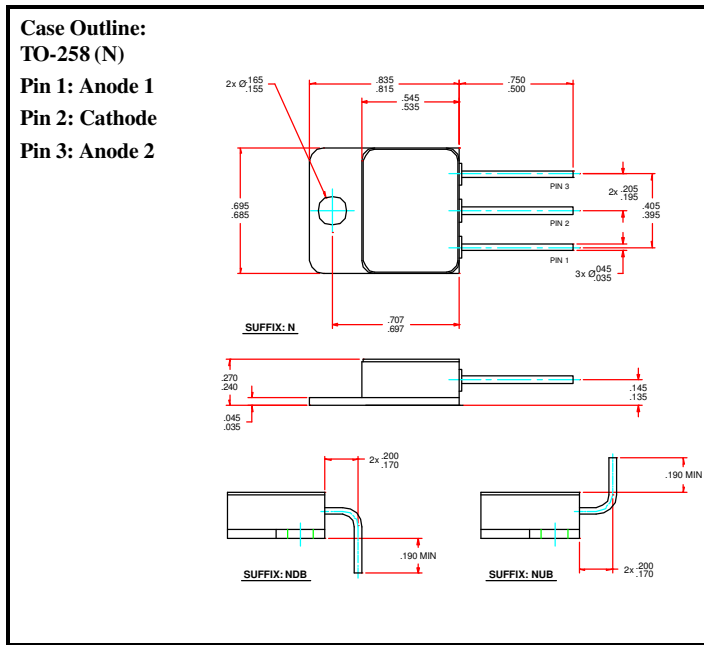 Case Outline:
TO-258 (N)
Pin 1: Anode 1
Pin 2: Cathode
Pin 3: Anode 2
2x Ø.165
.155
.835
.815
.750
.500
.545
.535
.695
.685
PIN 3
2x .205
.195
.405
.395
PIN 2
PIN 1
3x Ø.045
.035
.707
.697
SUFFIX: N
.270
.240
.045
.035
.145
.135
2x .200
.170
.190 MIN
.190 MIN
2x .200
.170
SUFFIX: NDB
SUFFIX: NUB